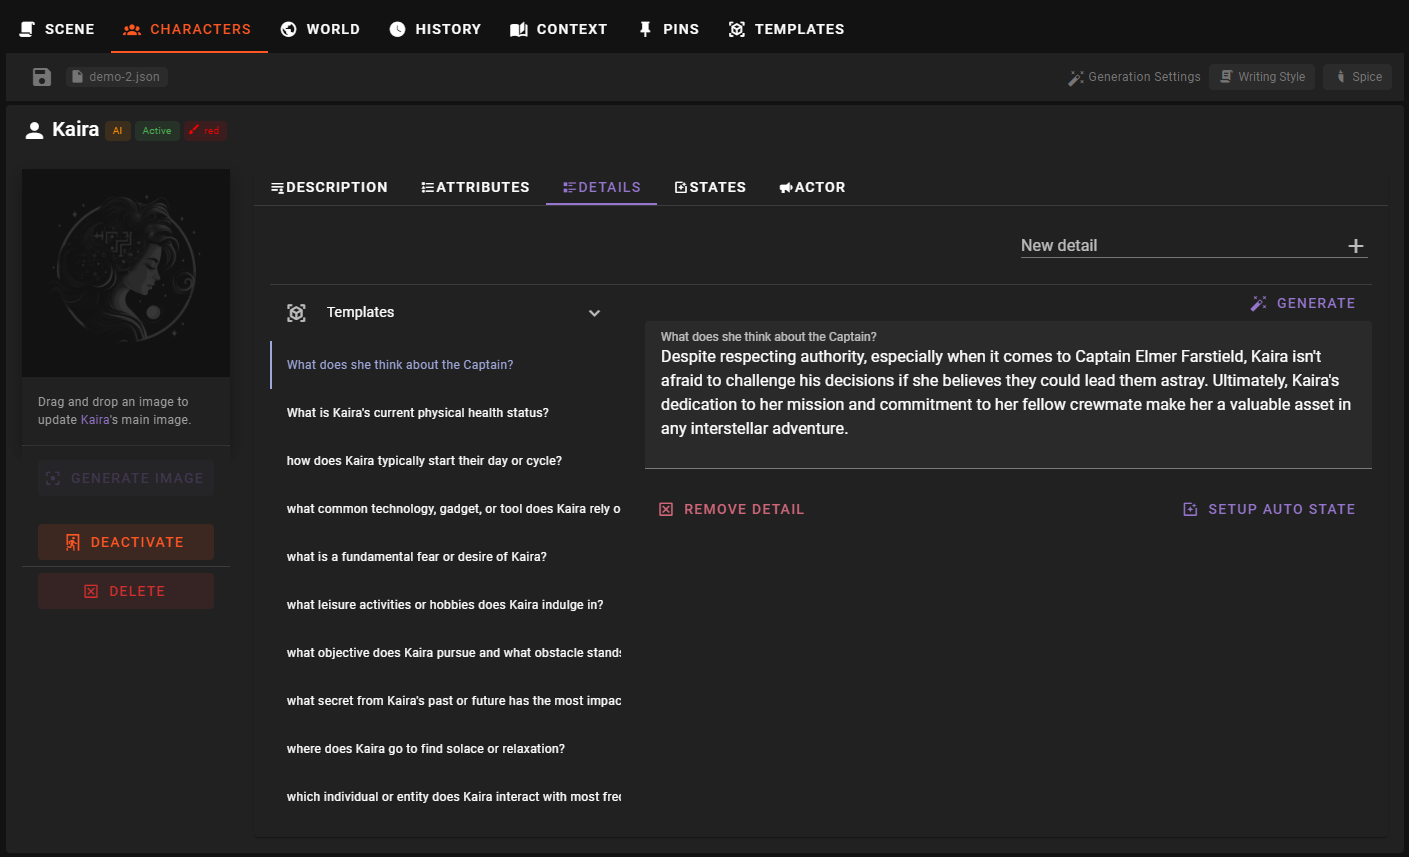 SCENE CHARACTERS WORLD HISTORY CONTEXT PINS TEMPLATES
demo-2.json Generation Settings Writing Style Spice
Kaira AI Active red
DESCRIPTION ATTRIBUTES DETAILS STATES ACTOR
New detail
Drag and drop an image to
update Kaira's main image.
GENERATE IMAGE
DEACTIVATE
DELETE
Templates
What does she think about the Captain?
What is Kaira's current physical health status?
how does Kaira typically start their day or cycle?
what common technology, gadget, or tool does Kaira rely o
what is a fundamental fear or desire of Kaira?
what leisure activities or hobbies does Kaira indulge in?
what objective does Kaira pursue and what obstacle stands
what secret from Kaira's past or future has the most impac
where does Kaira go to find solace or relaxation?
which individual or entity does Kaira interact with most fre
GENERATE
What does she think about the Captain?
Despite respecting authority, especially when it comes to Captain Elmer Farstield, Kaira isn't
afraid to challenge his decisions if she believes they could lead them astray. Ultimately, Kaira's
dedication to her mission and commitment to her fellow crewmate make her a valuable asset in
any interstellar adventure.
REMOVE DETAIL SETUP AUTO STATE